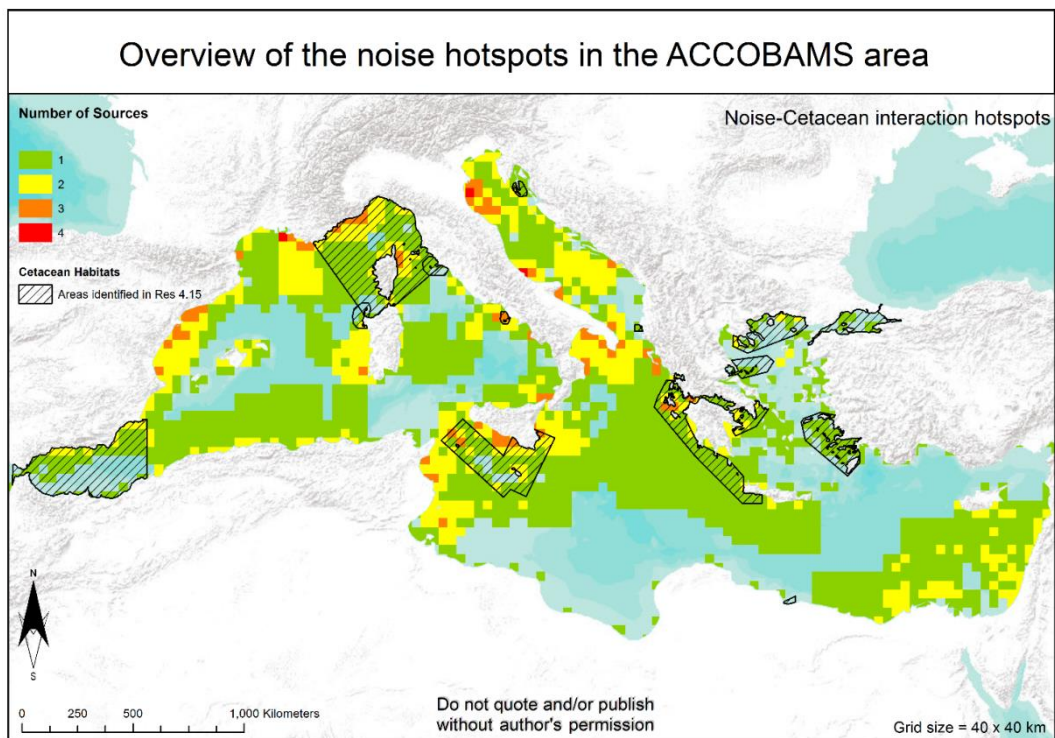 Overview of the noise hotspots in the ACCOBAMS area
Number of Sources
Noise-Cetacean interaction hotspots
1
2
3
4
Cetacean Habitats
Areas identified in Res 4.15
N
S
0 250 500 1,000 Kilometers
Do not quote and/or publish
without author's permission
Grid size = 40 x 40 km